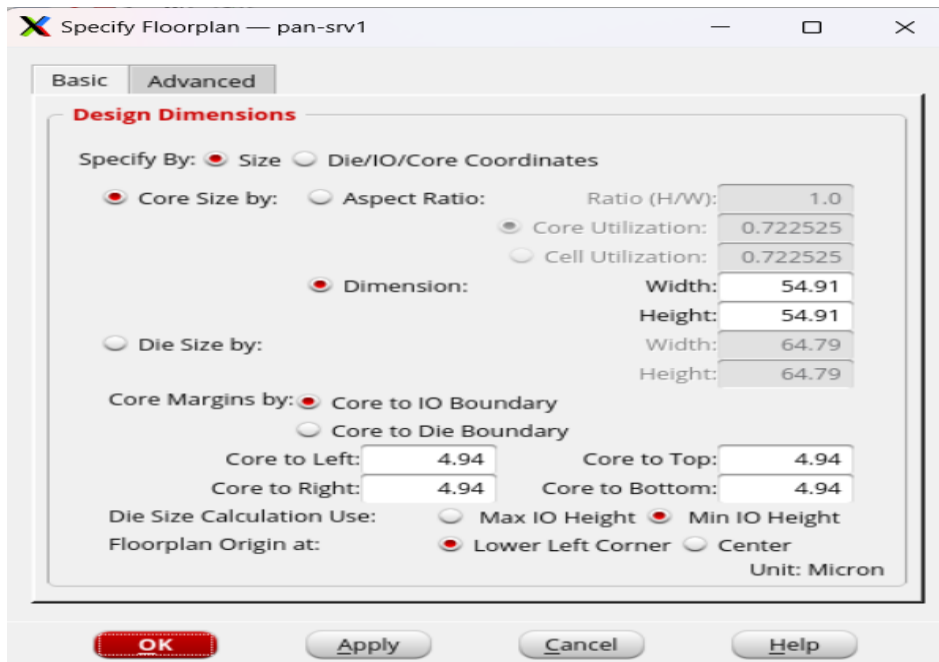 Specify Floorplan — pan-srv1
Basic Advanced
Design Dimensions
Specify By: Size Die/IO/Core Coordinates
Core Size by: Aspect Ratio: Ratio (H/W): 1.0
Core Utilization: 0.722525
Cell Utilization: 0.722525
Dimension: Width: 54.91
Height: 54.91
Die Size by: Width: 64.79
Height: 64.79
Core Margins by: Core to IO Boundary
Core to Die Boundary
Core to Left: 4.94 Core to Top: 4.94
Core to Right: 4.94 Core to Bottom: 4.94
Die Size Calculation Use: Max IO Height Min IO Height
Floorplan Origin at: Lower Left Corner Center
Unit: Micron
OK Apply Cancel Help